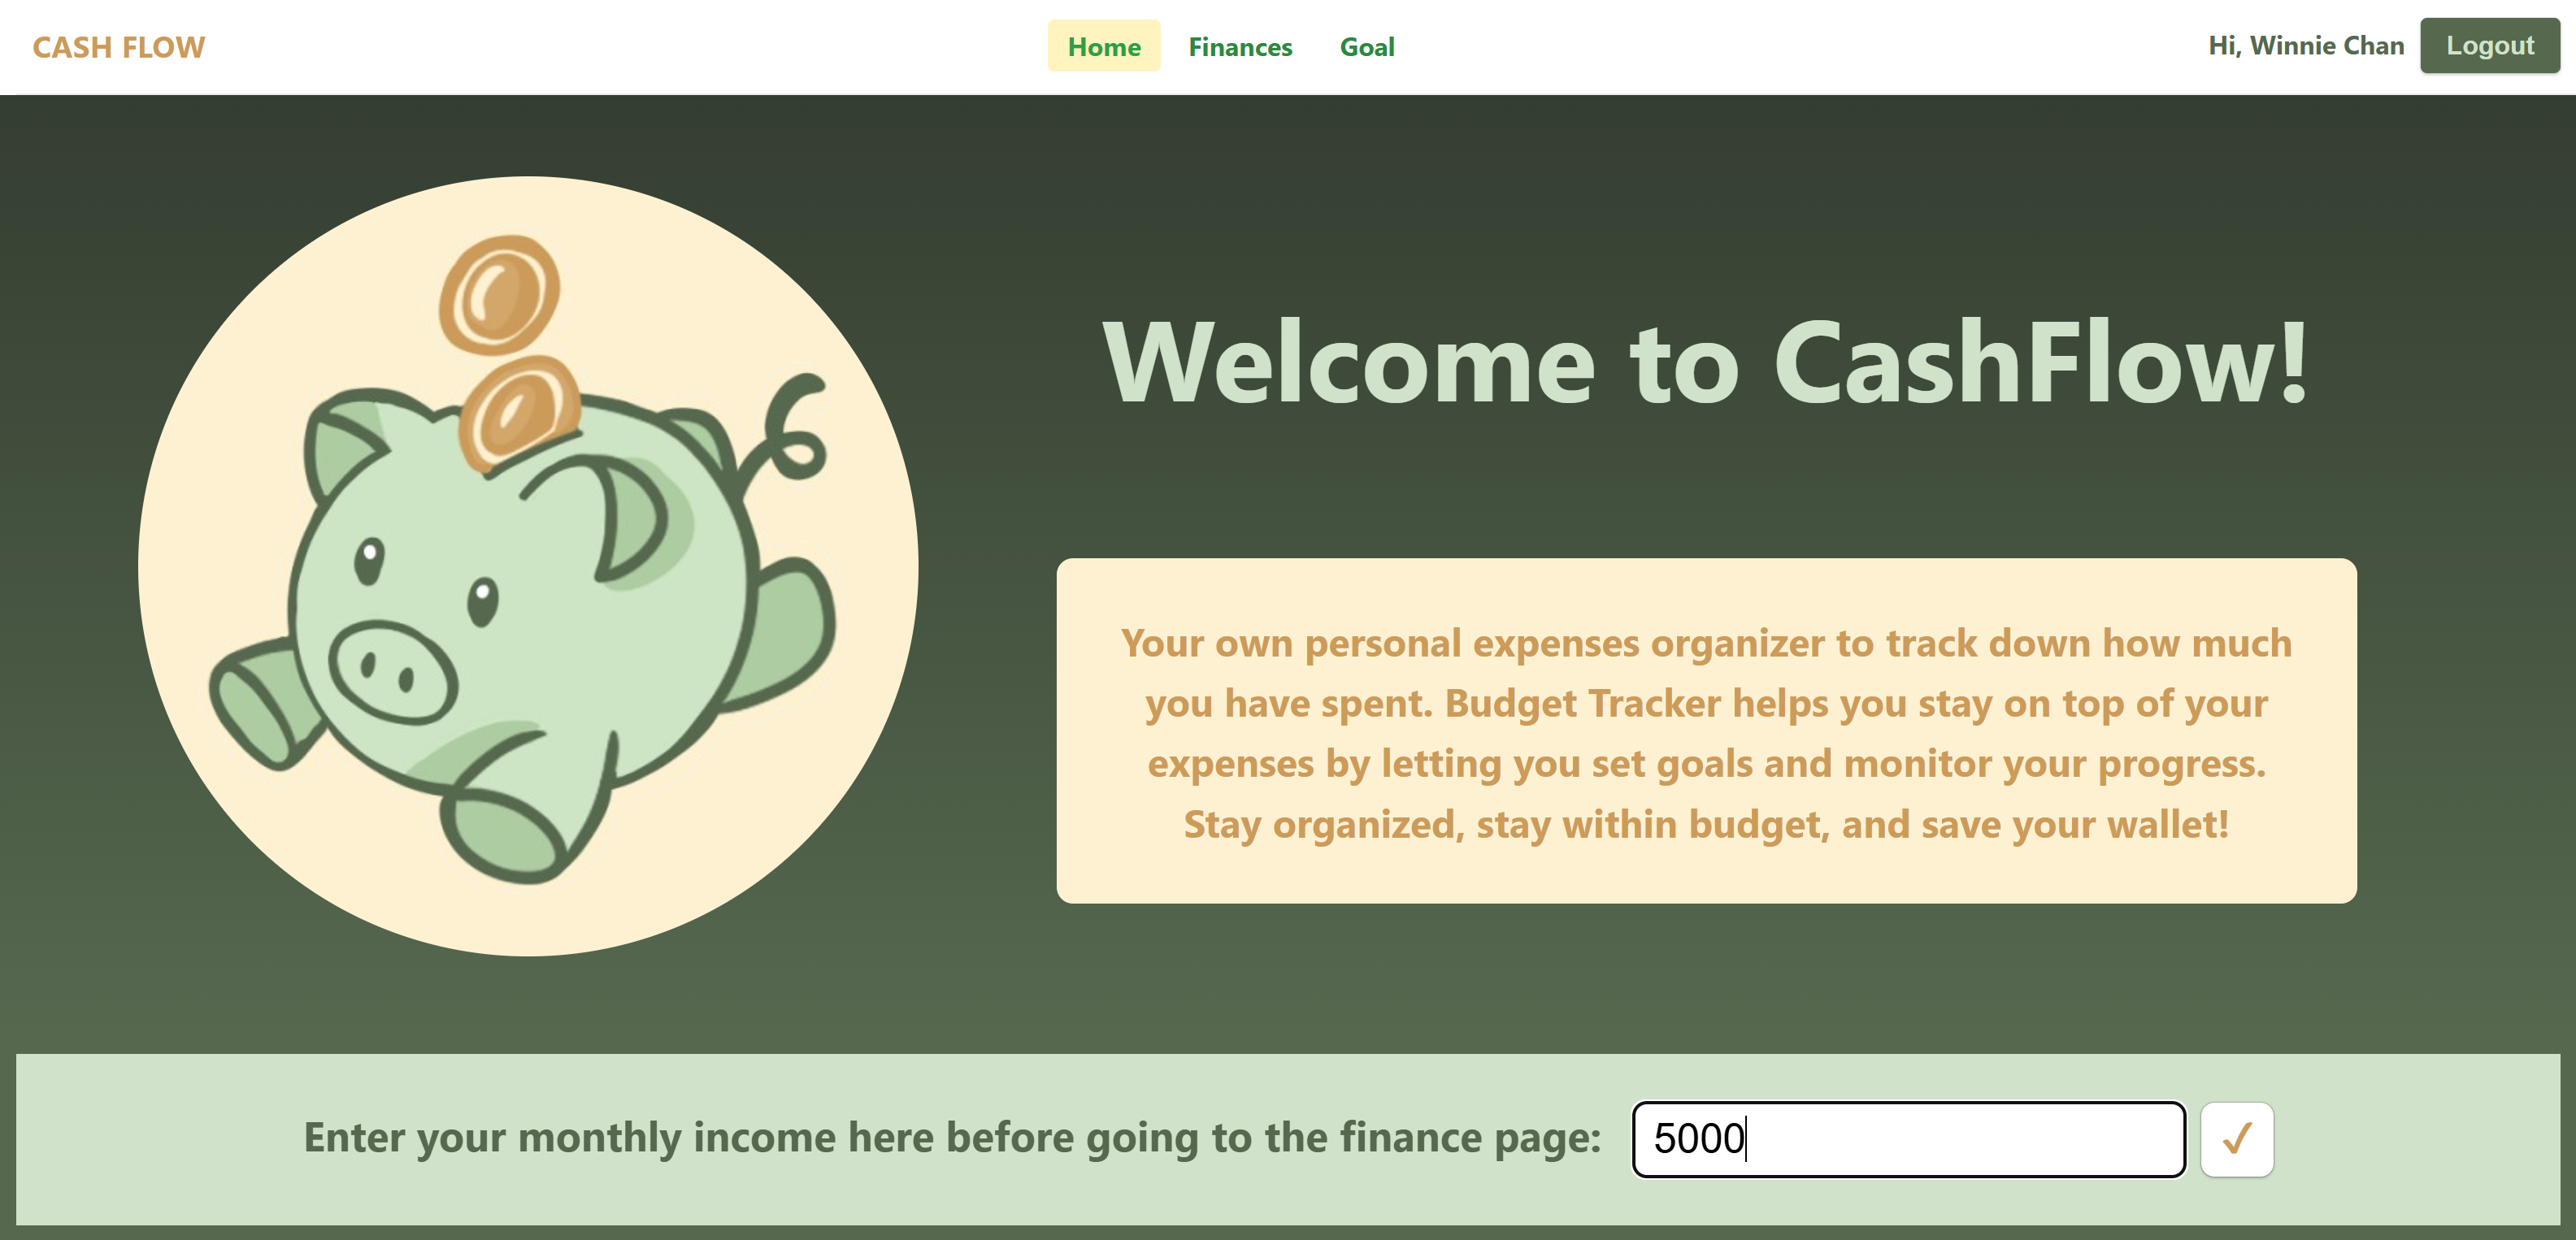 CASH FLOW
Home
Finances
Goal
Hi, Winnie Chan
Logout
Welcome to CashFlow!
Your own personal expenses organizer to track down how much
you have spent. Budget Tracker helps you stay on top of your
expenses by letting you set goals and monitor your progress.
Stay organized, stay within budget, and save your wallet!
Enter your monthly income here before going to the finance page:
5000